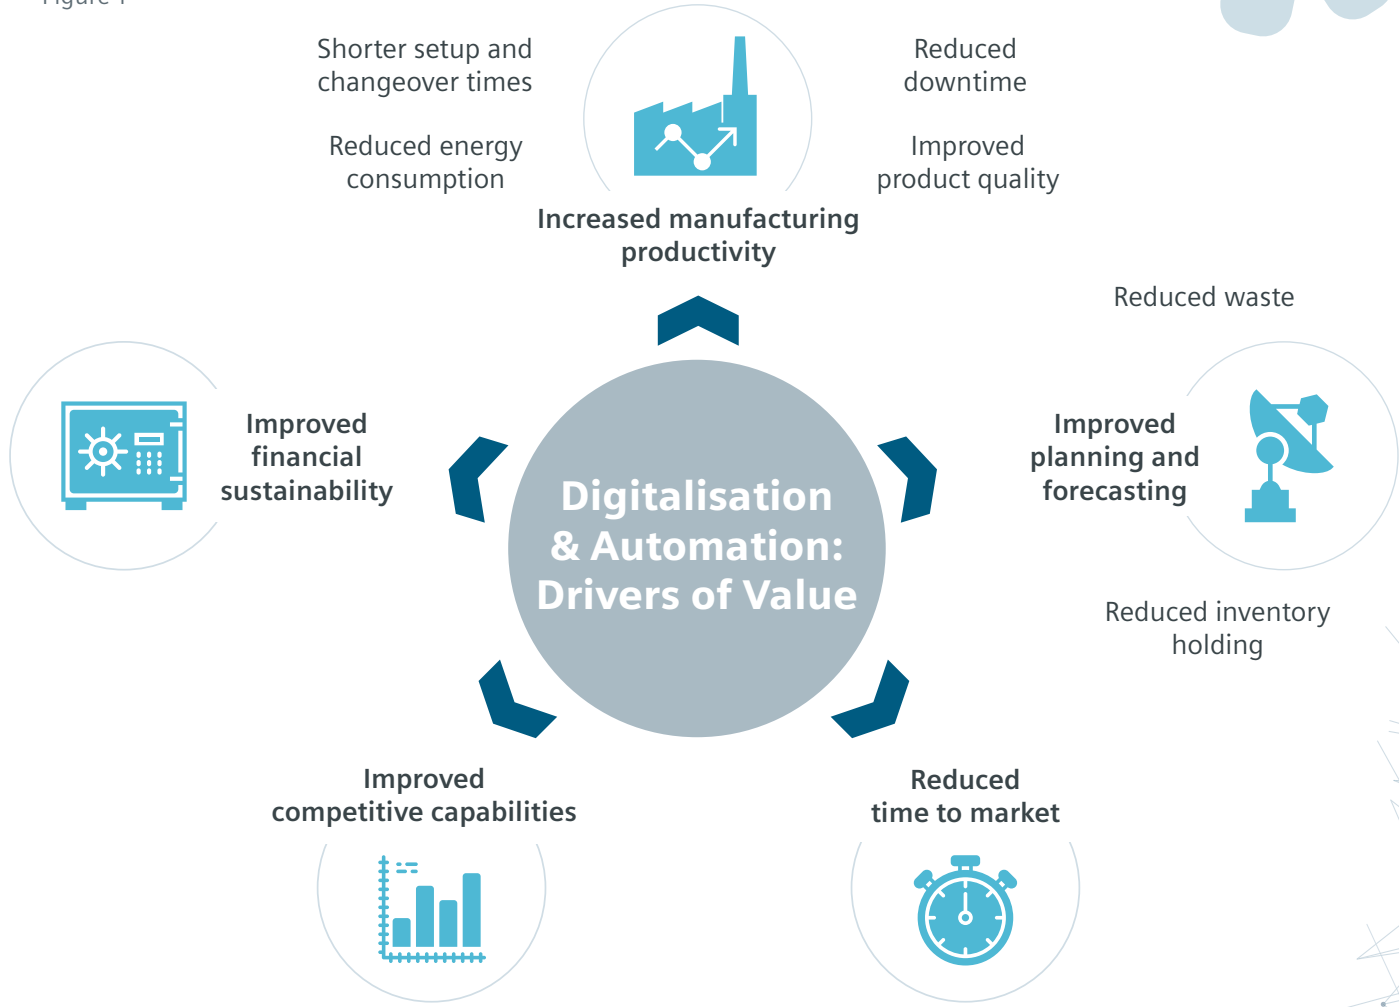 Figure 1
Shorter setup and
changeover times
Reduced energy
consumption
Reduced
downtime
Improved
product quality
Increased manufacturing
productivity
Reduced waste
Improved
planning and
forecasting
Reduced inventory
holding
Improved
financial
sustainability
Digitalisation
& Automation:
Drivers of Value
Improved
competitive capabilities
Reduced
time to market